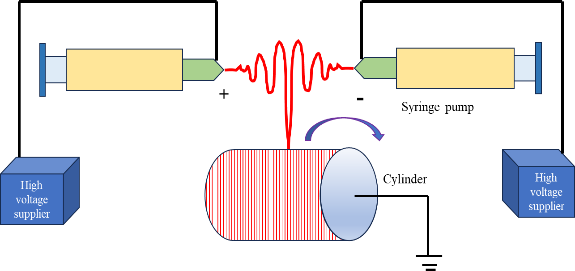 +
-
Syringe pump
High
voltage
supplier
Cylinder
High
voltage
supplier